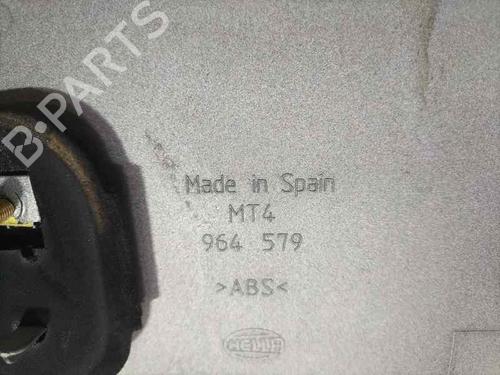 B-PARTS
Made in Spain
MT4
964 579
>ABS<
HELLA